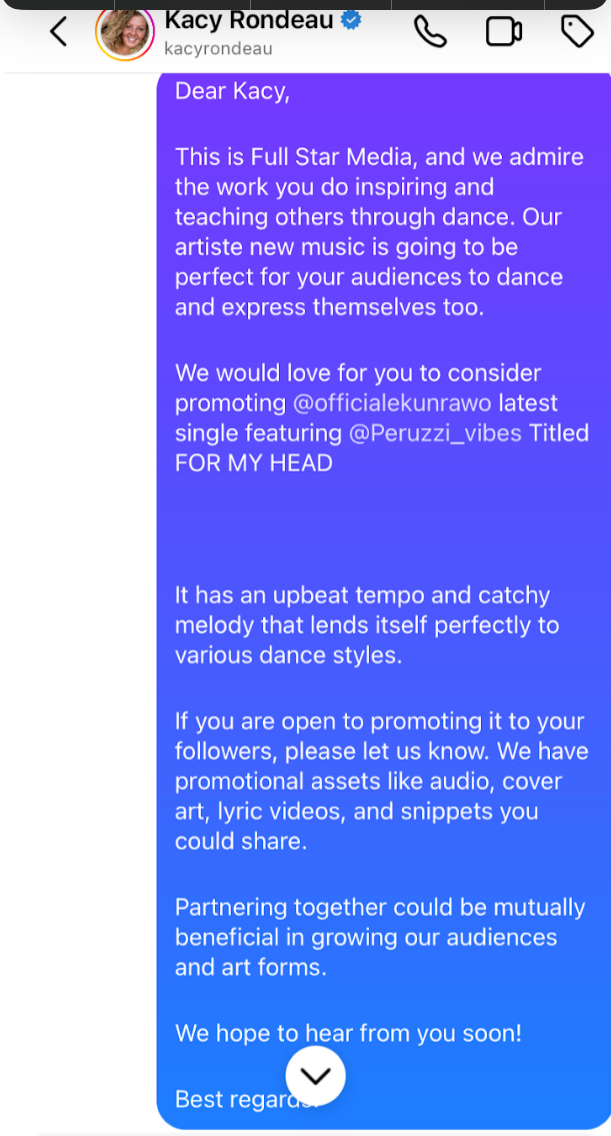 Kacy Rondeau
kacyrondeau
Dear Kacy,
This is Full Star Media, and we admire
the work you do inspiring and
teaching others through dance. Our
artiste new music is going to be
perfect for your audiences to dance
and express themselves too.
We would love for you to consider
promoting @officialekunrawo latest
single featuring @Peruzzi_vibes Titled
FOR MY HEAD
It has an upbeat tempo and catchy
melody that lends itself perfectly to
various dance styles.
If you are open to promoting it to your
followers, please let us know. We have
promotional assets like audio, cover
art, lyric videos, and snippets you
could share.
Partnering together could be mutually
beneficial in growing our audiences
and art forms.
We hope to hear from you soon!
Best regards.